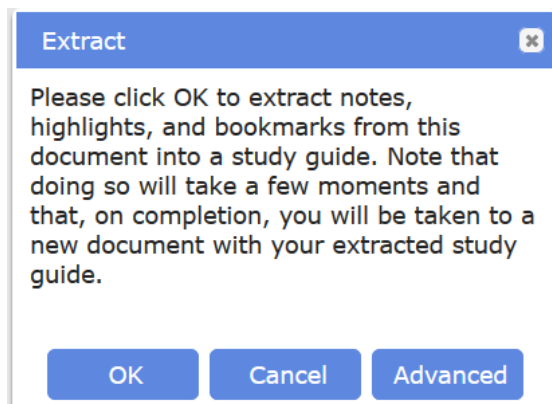 Extract
Please click OK to extract notes,
highlights, and bookmarks from this
document into a study guide. Note that
doing so will take a few moments and
that, on completion, you will be taken to a
new document with your extracted study
guide.
OK Cancel Advanced